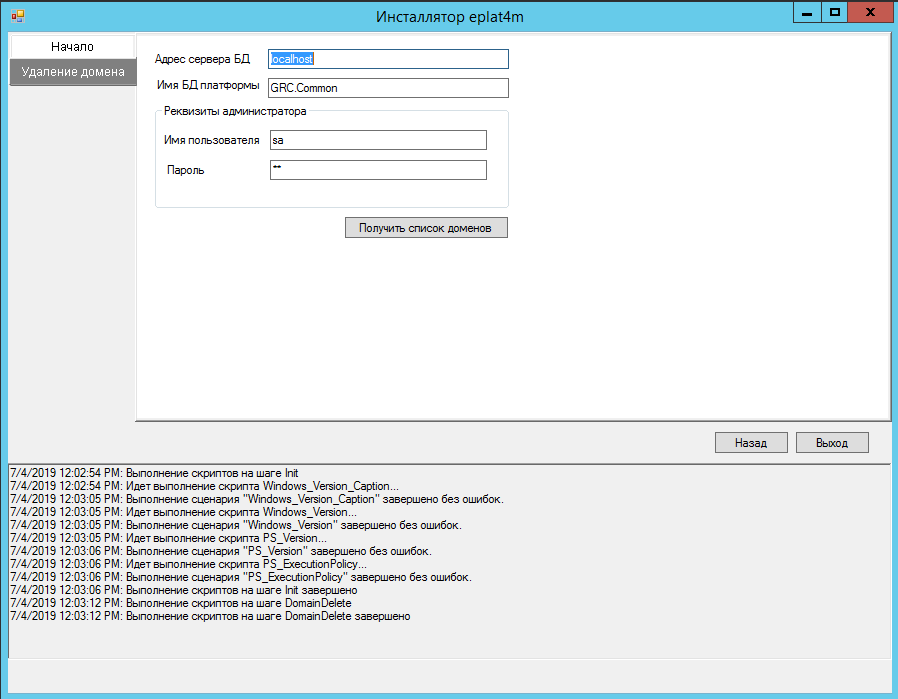 Инсталлятор eplat4m
Начало
Удаление домена
Адрес сервера БД
localhost
Имя БД платформы
GRC.Common
Реквизиты администратора
Имя пользователя
sa
Пароль
**
Получить список доменов
Назад
Выход
7/4/2019 12:02:54 PM: Выполнение скриптов на шаге Init
7/4/2019 12:02:54 PM: Идет выполнение скрипта Windows_Version_Caption...
7/4/2019 12:03:05 PM: Выполнение сценария "Windows_Version_Caption" завершено без ошибок.
7/4/2019 12:03:05 PM: Идет выполнение скрипта Windows_Version...
7/4/2019 12:03:05 PM: Выполнение сценария "Windows_Version" завершено без ошибок.
7/4/2019 12:03:05 PM: Идет выполнение скрипта PS_Version...
7/4/2019 12:03:06 PM: Выполнение сценария "PS_Version" завершено без ошибок.
7/4/2019 12:03:06 PM: Идет выполнение скрипта PS_ExecutionPolicy...
7/4/2019 12:03:06 PM: Выполнение сценария "PS_ExecutionPolicy" завершено без ошибок.
7/4/2019 12:03:06 PM: Выполнение скриптов на шаге Init завершено
7/4/2019 12:03:12 PM: Выполнение скриптов на шаге DomainDelete
7/4/2019 12:03:12 PM: Выполнение скриптов на шаге DomainDelete завершено